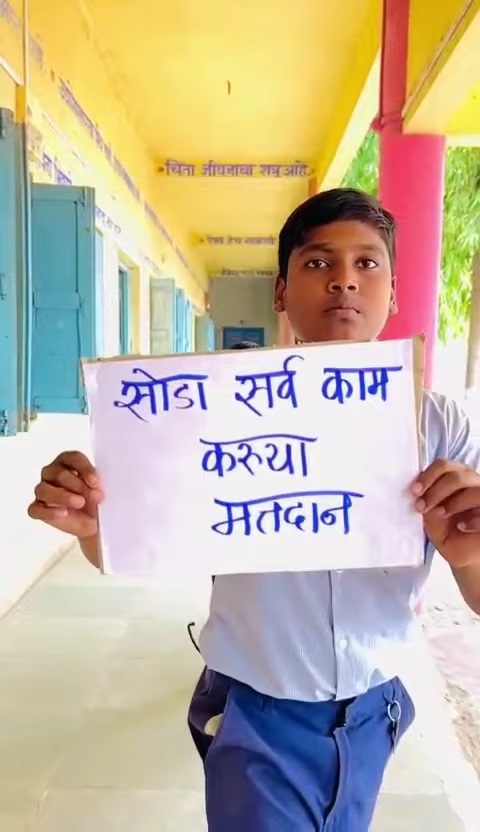 चिंता जीवनाचा शत्रु आहे
सोडा सर्व काम
करुया
मतदान